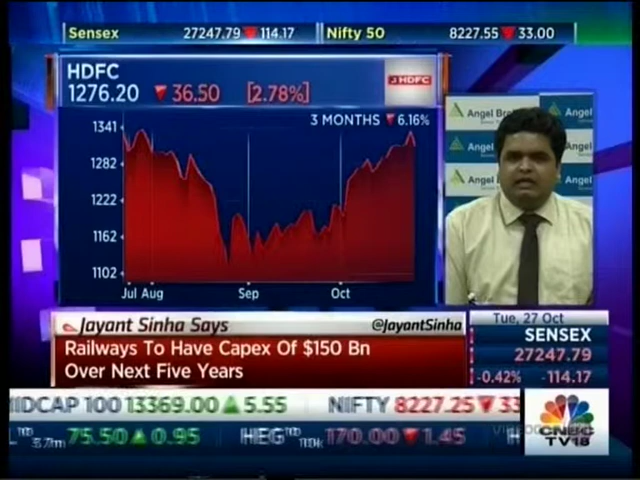 Sensex 27247.79 ▼ 114.17 Nifty 50 8227.55 ▼ 33.00
HDFC
1276.20 ▼ 36.50 [2.78%]
HDFC
3 MONTHS ▼ 6.16%
1341
1282
1222
1162
1102
Jul Aug Sep Oct
Angel Angel
Angel
Angel Angel
Jayant Sinha Says @JayantSinha
Railways To Have Capex Of $150 Bn
Over Next Five Years
Tue, 27 Oct
SENSEX
27247.79
-0.42% -114.17
MIDCAP 100 13369.00 ▲ 5.55 NIFTY 8227.25 ▼ 33
75.50 ▲ 0.95 HEG 170.00 ▼ 1.45
CNBC
TV18